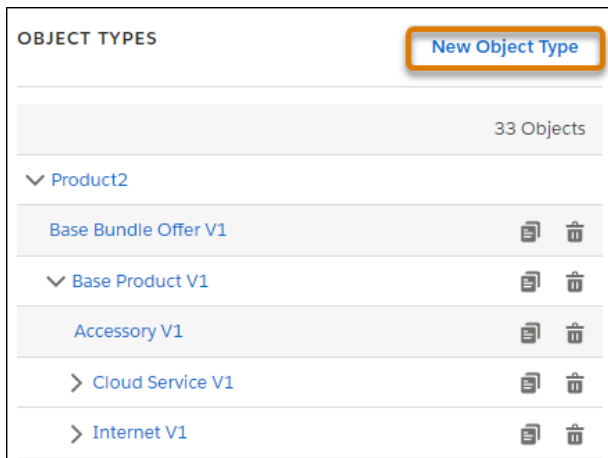 OBJECT TYPES
New Object Type
33 Objects
Product2
Base Bundle Offer V1
Base Product V1
Accessory V1
Cloud Service V1
Internet V1